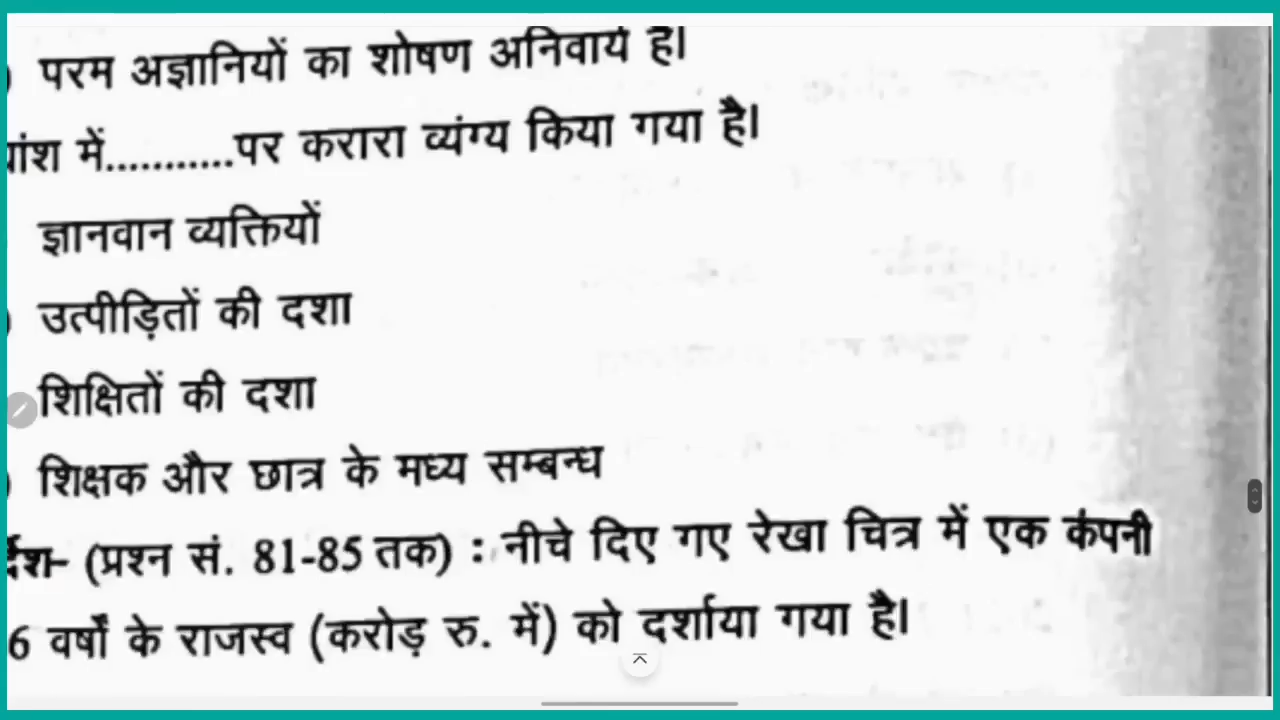 परम अज्ञानियों का शोषण अनिवार्य है।
में...........पर करारा व्यंग्य किया गया है।
ज्ञानवान व्यक्तियों
उत्पीड़ितों की दशा
शिक्षितों की दशा
शिक्षक और छात्र के मध्य सम्बन्ध
(प्रश्न सं. 81-85 तक) : नीचे दिए गए रेखा चित्र में एक कंपनी
6 वर्षों के राजस्व (करोड़ रु. में) को दर्शाया गया है।